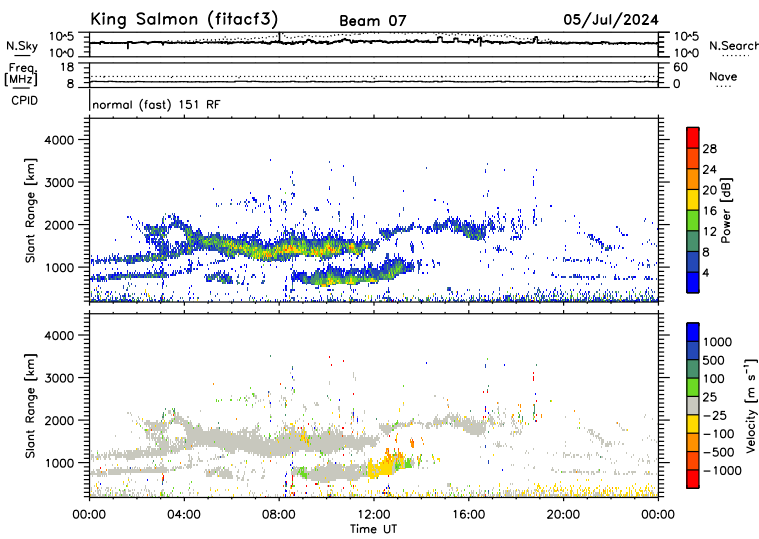 King Salmon (fitacf3) Beam 07 05/Jul/2024
N.Sky 10^5 10^0 10^5 10^0 N.Search
Freq. [MHz] 18 8 60 0 Nave
CPID normal (fast) 151 RF
Slant Range [km] 4000 3000 2000 1000
Power [dB] 28 24 20 16 12 8 4
Slant Range [km] 4000 3000 2000 1000
Velocity [m s^-1] 1000 500 100 25 -25 -100 -500 -1000
00:00 04:00 08:00 12:00 16:00 20:00 00:00
Time UT